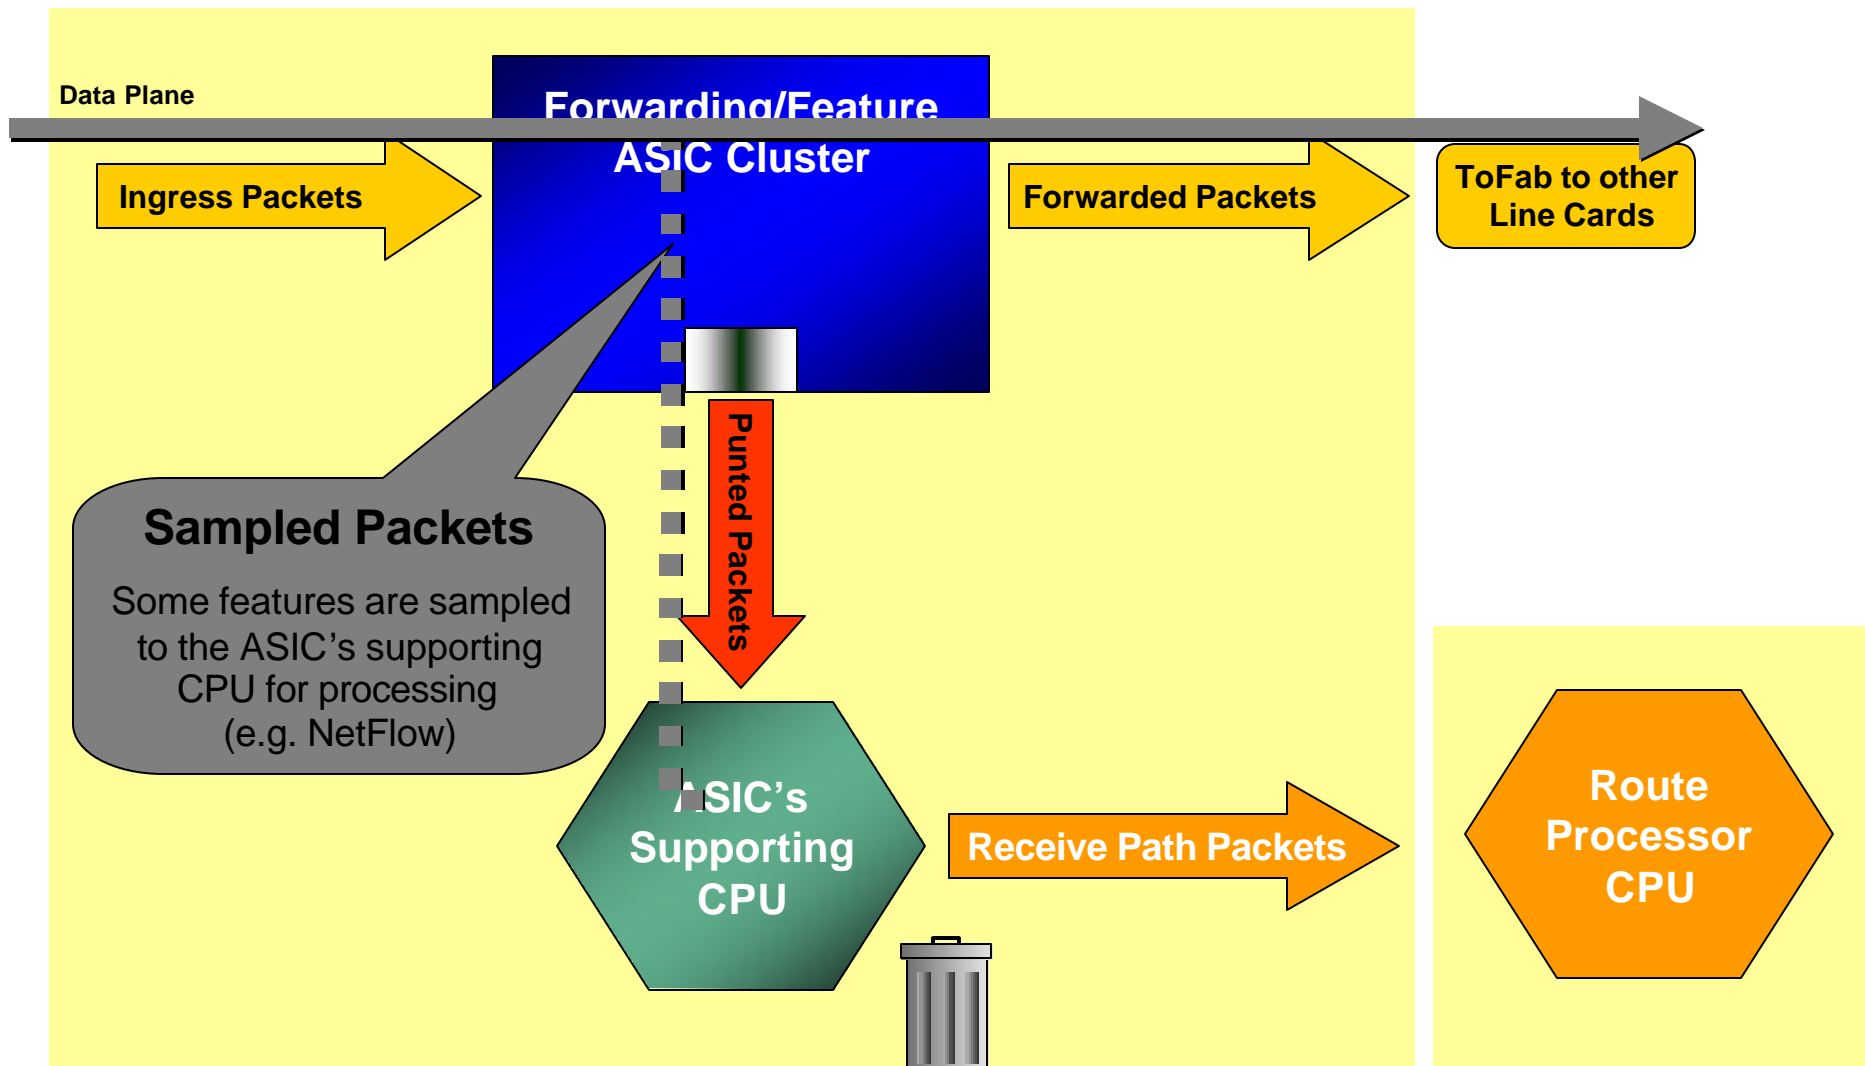 Data Plane
Forwarding/Feature
ASIC Cluster
Ingress Packets
Forwarded Packets
ToFab to other
Line Cards
Punted Packets
Sampled Packets
Some features are sampled
to the ASIC’s supporting
CPU for processing
(e.g. NetFlow)
ASIC’s
Supporting
CPU
Receive Path Packets
Route
Processor
CPU